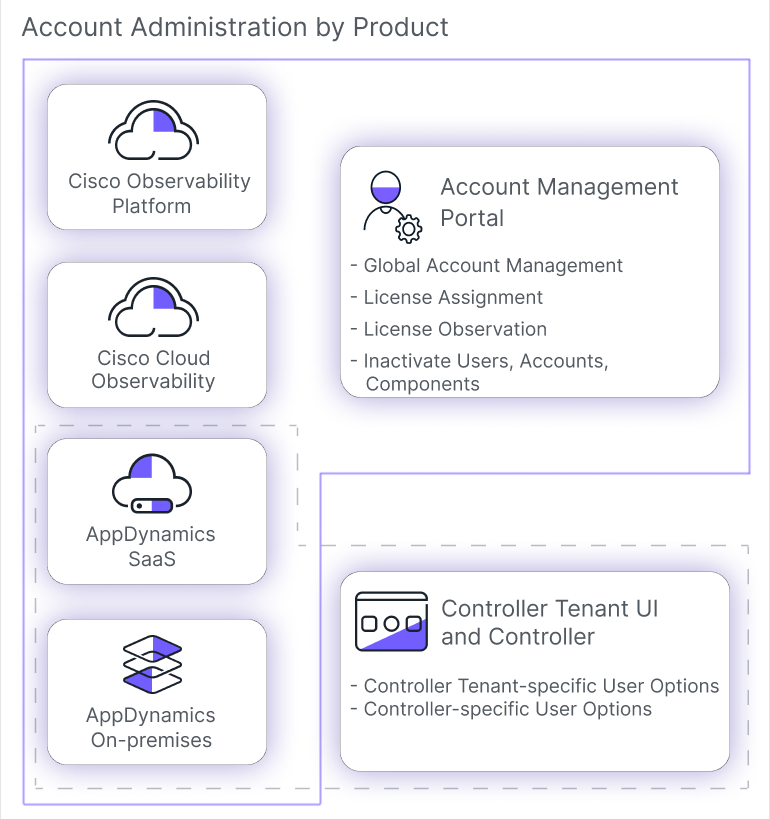 Account Administration by Product
Cisco Observability
Platform
Cisco Cloud
Observability
AppDynamics
SaaS
AppDynamics
On-premises
Account Management
Portal
- Global Account Management
- License Assignment
- License Observation
- Inactivate Users, Accounts,
Components
Controller Tenant UI
and Controller
- Controller Tenant-specific User Options
- Controller-specific User Options